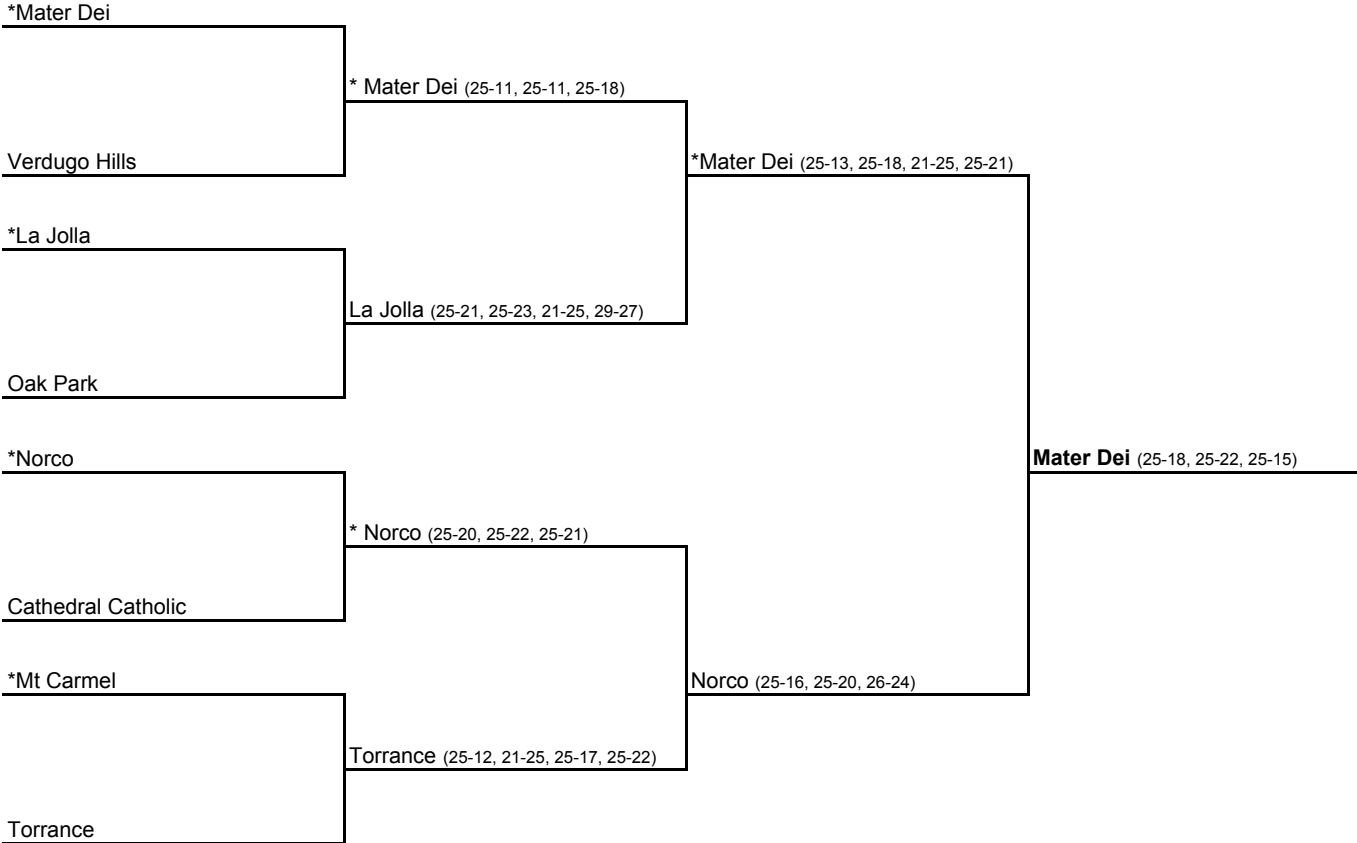 *Mater Dei
* Mater Dei (25-11, 25-11, 25-18)
Verdugo Hills
*Mater Dei (25-13, 25-18, 21-25, 25-21)
*La Jolla
La Jolla (25-21, 25-23, 21-25, 29-27)
Oak Park
*Norco
Mater Dei (25-18, 25-22, 25-15)
* Norco (25-20, 25-22, 25-21)
Cathedral Catholic
*Mt Carmel
Norco (25-16, 25-20, 26-24)
Torrance (25-12, 21-25, 25-17, 25-22)
Torrance